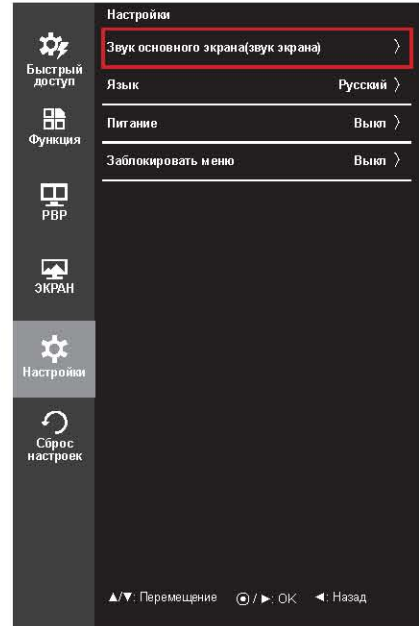 Настройки
Быстрый
доступ
Функция
PBP
ЭКРАН
Настройки
Сброс
настроек
Звук основного экрана(звук экрана) 〉
Язык Русский 〉
Питание Выкл 〉
Заблокировать меню Выкл 〉
▲/▼: Перемещение ⦿ / ►: OK ◄: Назад